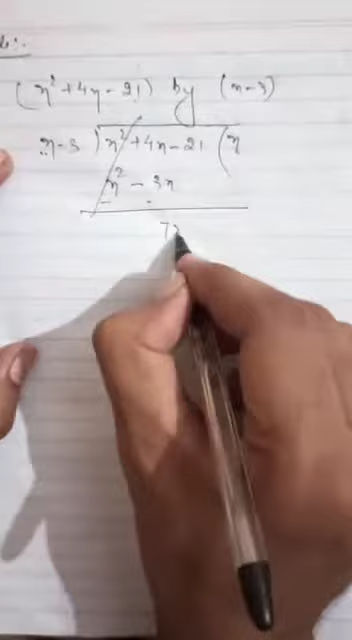 (x² + 4x - 21) by (x-3)
x-3 ) x² + 4x - 21 ( x
x² - 3x
7x